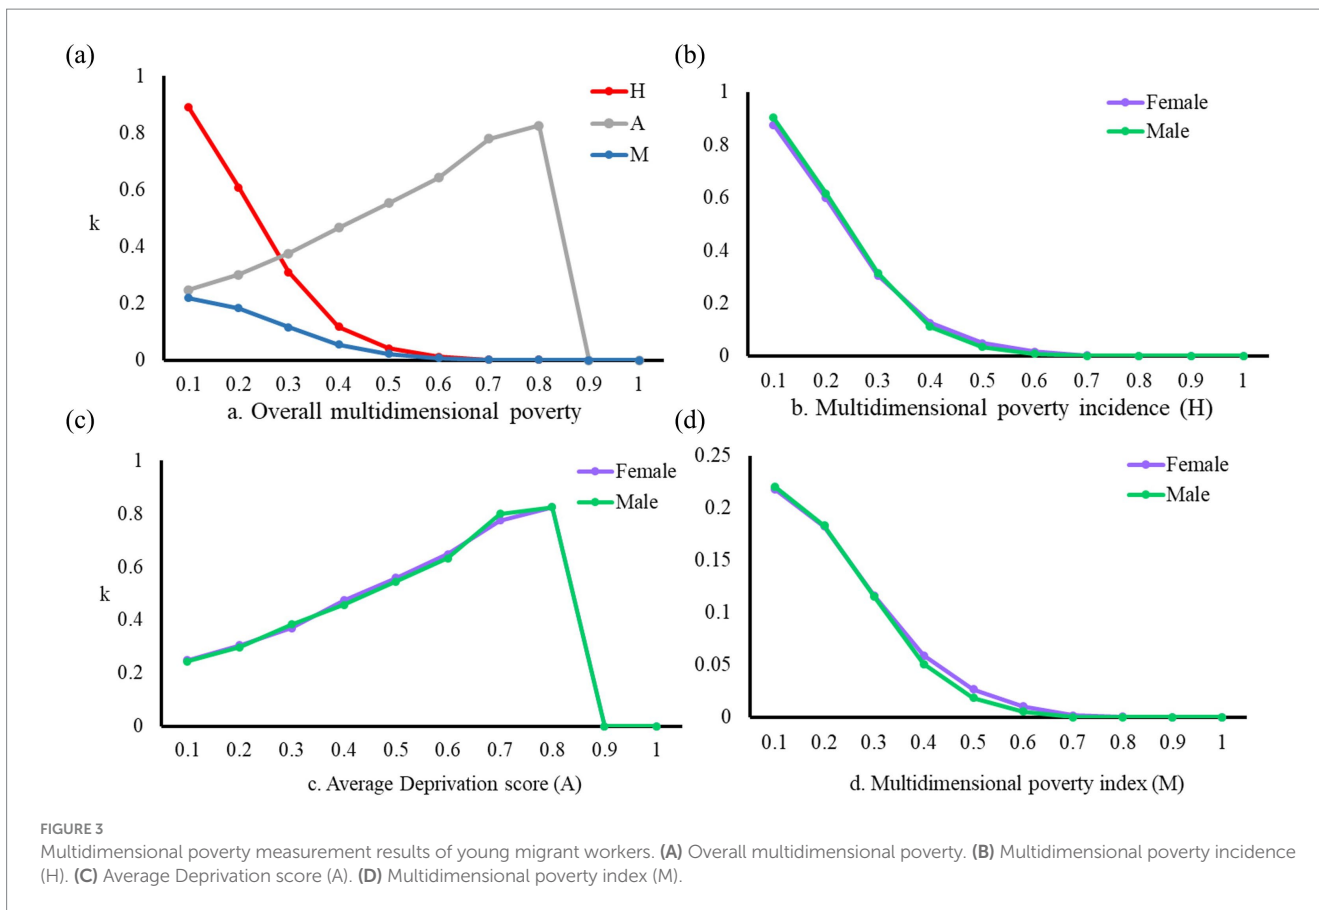 (a)
1
0.8
0.6
k
0.4
0.2
0
H
A
M
0.1 0.2 0.3 0.4 0.5 0.6 0.7 0.8 0.9 1
a. Overall multidimensional poverty
(b)
1
0.8
0.6
0.4
0.2
0
Female
Male
0.1 0.2 0.3 0.4 0.5 0.6 0.7 0.8 0.9 1
b. Multidimensional poverty incidence (H)
(c)
1
0.8
0.6
k
0.4
0.2
0
Female
Male
0.1 0.2 0.3 0.4 0.5 0.6 0.7 0.8 0.9 1
c. Average Deprivation score (A)
(d)
0.25
0.2
0.15
0.1
0.05
0
Female
Male
0.1 0.2 0.3 0.4 0.5 0.6 0.7 0.8 0.9 1
d. Multidimensional poverty index (M)
FIGURE 3
Multidimensional poverty measurement results of young migrant workers. (A) Overall multidimensional poverty. (B) Multidimensional poverty incidence
(H). (C) Average Deprivation score (A). (D) Multidimensional poverty index (M).